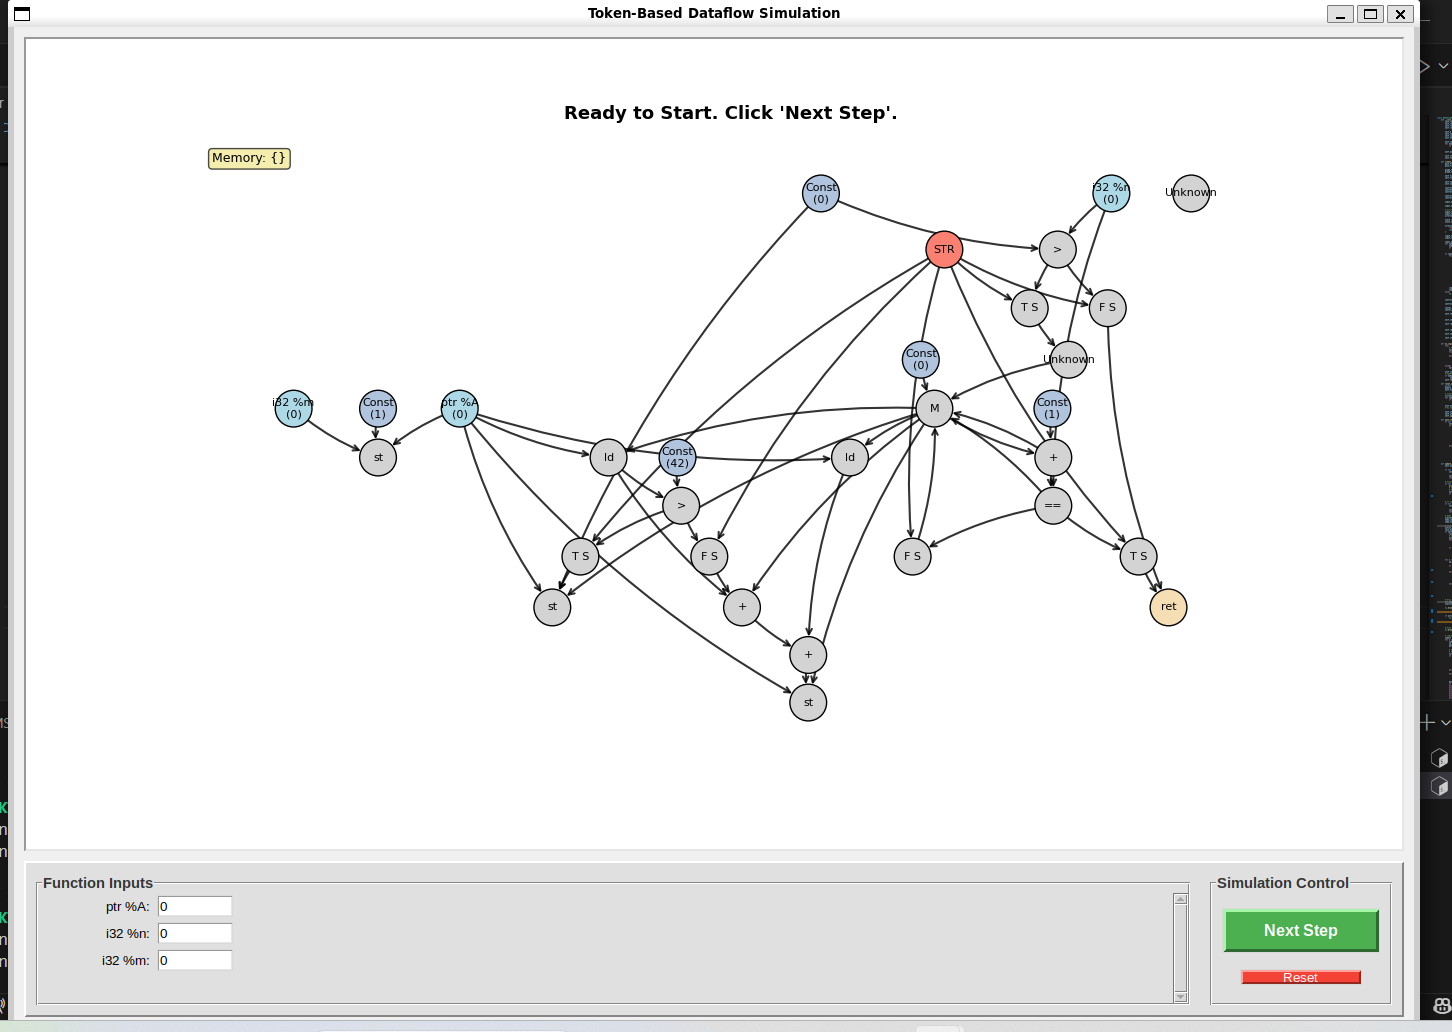 Token-Based Dataflow Simulation
Ready to Start. Click 'Next Step'.
Memory: {}
Const
(0)
i32 %n
(0)
Unknown
STR
>
T S
F S
Const
(0)
Unknown
i32 %m
(0)
Const
(1)
ptr %A
(0)
M
Const
(1)
st
ld
Const
(42)
ld
+
>
==
T S
F S
F S
T S
st
+
ret
+
st
Function Inputs
ptr %A: 0
i32 %n: 0
i32 %m: 0
Simulation Control
Next Step
Reset